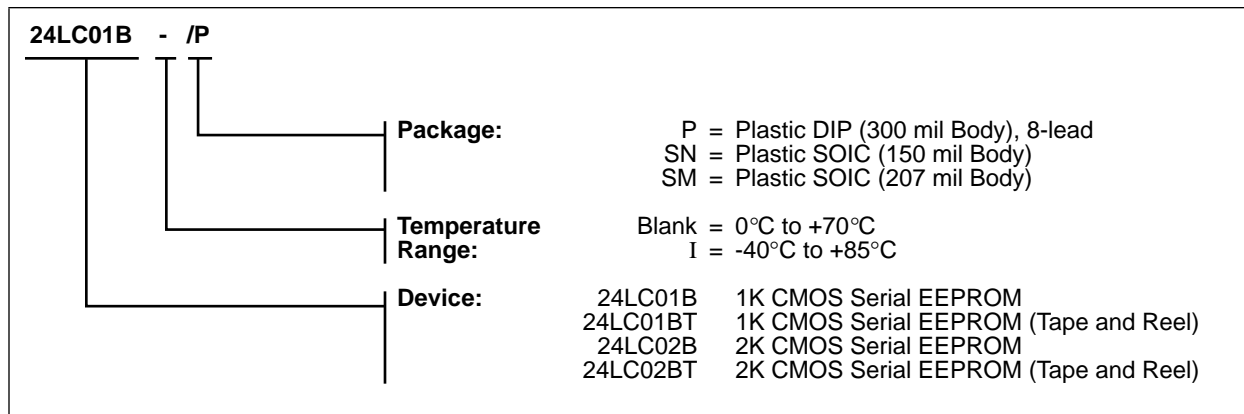 24LC01B - /P
Package: P = Plastic DIP (300 mil Body), 8-lead
SN = Plastic SOIC (150 mil Body)
SM = Plastic SOIC (207 mil Body)
Temperature Blank = 0°C to +70°C
Range: I = -40°C to +85°C
Device: 24LC01B 1K CMOS Serial EEPROM
24LC01BT 1K CMOS Serial EEPROM (Tape and Reel)
24LC02B 2K CMOS Serial EEPROM
24LC02BT 2K CMOS Serial EEPROM (Tape and Reel)